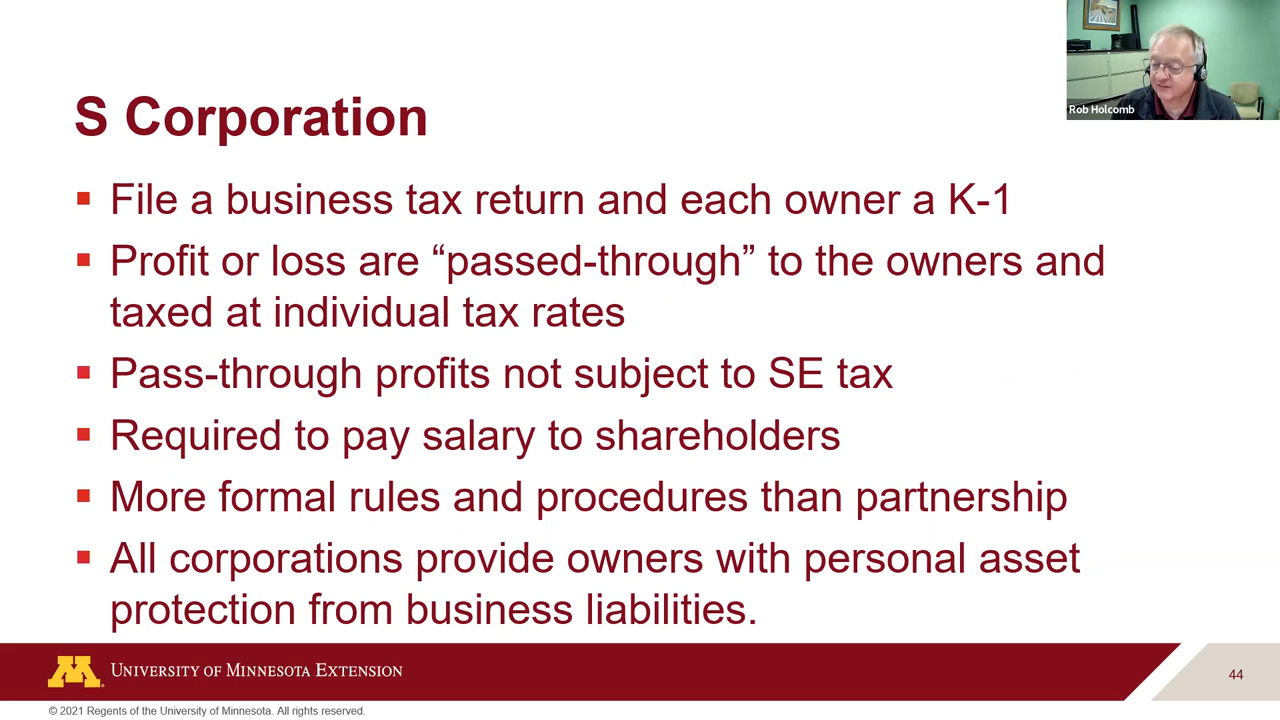 Rob Holcomb
S Corporation
▪ File a business tax return and each owner a K-1
▪ Profit or loss are “passed-through” to the owners and
taxed at individual tax rates
▪ Pass-through profits not subject to SE tax
▪ Required to pay salary to shareholders
▪ More formal rules and procedures than partnership
▪ All corporations provide owners with personal asset
protection from business liabilities.
M UNIVERSITY OF MINNESOTA EXTENSION
44
© 2021 Regents of the University of Minnesota. All rights reserved.